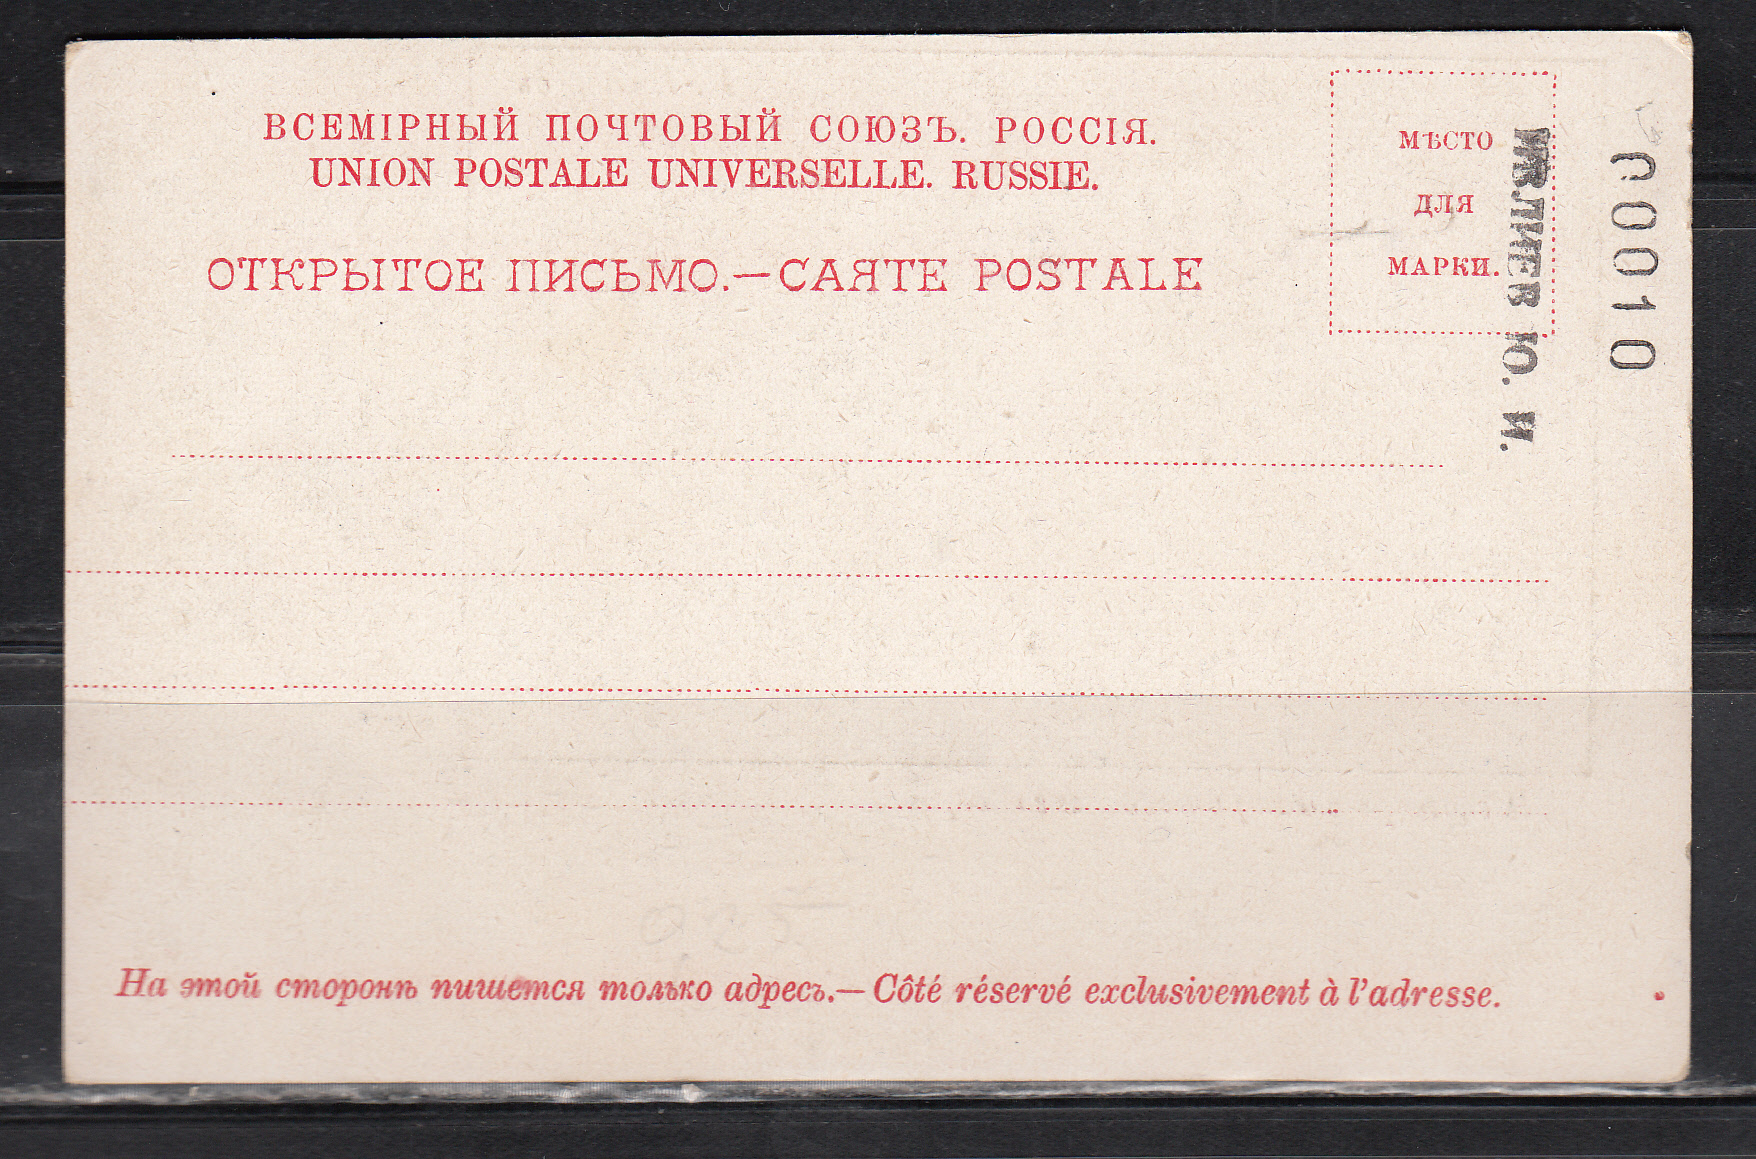 ВСЕМІРНЫЙ ПОЧТОВЫЙ СОЮЗЪ. РОССІЯ.
UNION POSTALE UNIVERSELLE. RUSSIE.
ОТКРЫТОЕ ПИСЬМО.—CARTE POSTALE
МѢСТО
ДЛЯ
МАРКИ.
Ю. И.
00010
На этой сторонѣ пишется только адресъ.— Côté réservé exclusivement à l'adresse.